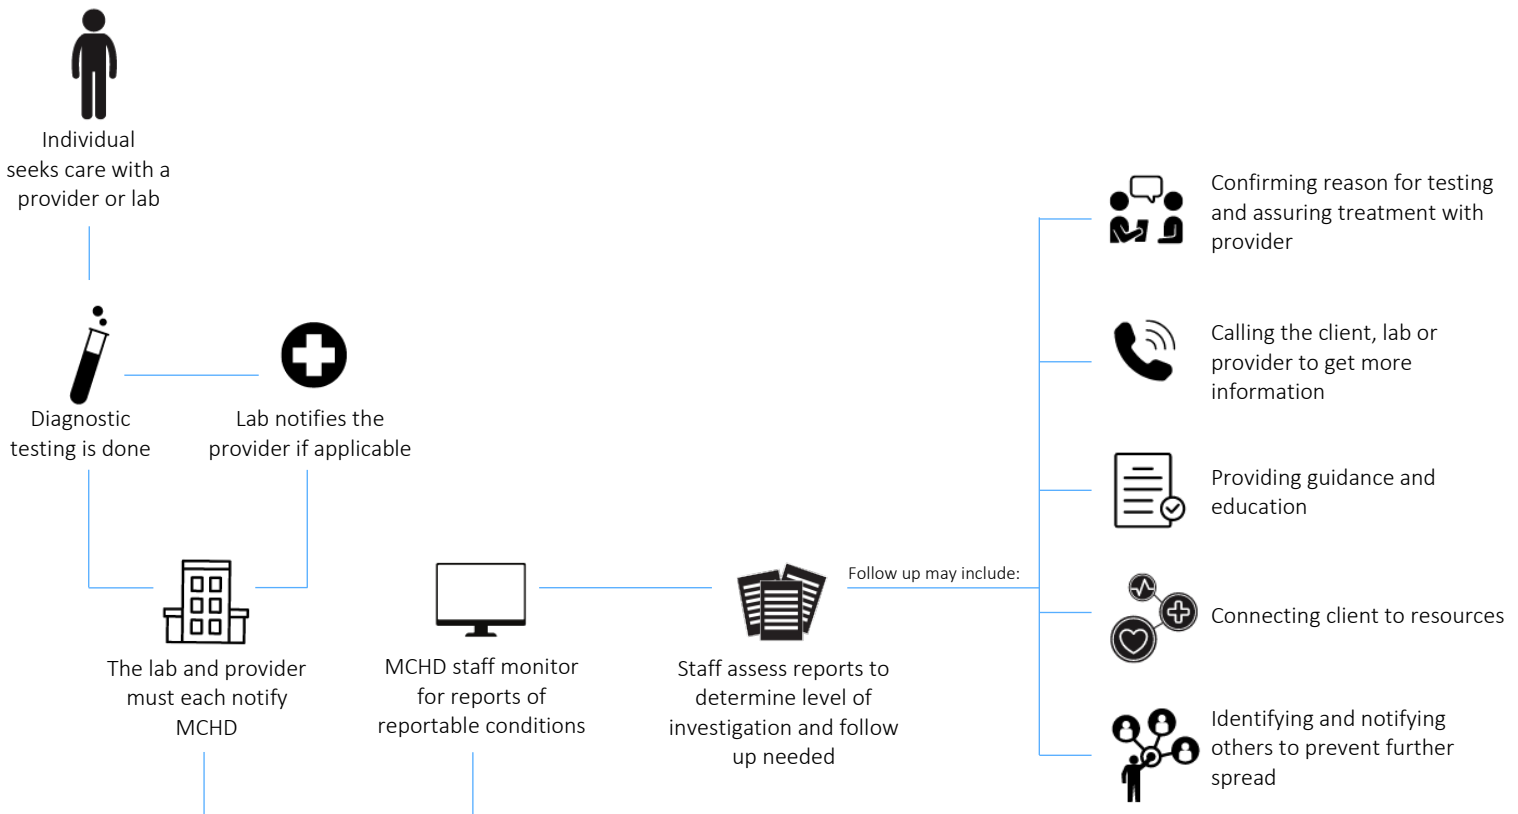 Individual
seeks care with a
provider or lab
Diagnostic
testing is done
Lab notifies the
provider if applicable
The lab and provider
must each notify
MCHD
MCHD staff monitor
for reports of
reportable conditions
Staff assess reports to
determine level of
investigation and follow
up needed
Follow up may include:
Confirming reason for testing
and assuring treatment with
provider
Calling the client, lab or
provider to get more
information
Providing guidance and
education
Connecting client to resources
Identifying and notifying
others to prevent further
spread